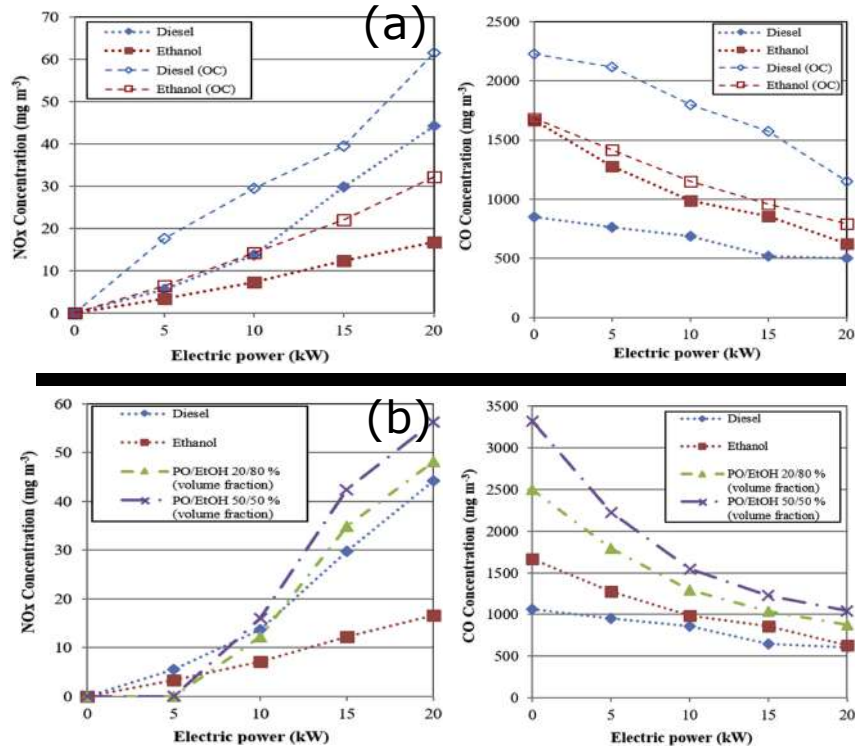 (a)
70
60
50
40
30
20
10
0
NOx Concentration (mg m-3)
Diesel
Ethanol
Diesel (OC)
Ethanol (OC)
0 5 10 15 20
Electric power (kW)
2500
2000
1500
1000
500
0
CO Concentration (mg m-3)
Diesel
Ethanol
Diesel (OC)
Ethanol (OC)
0 5 10 15 20
Electric power (kW)
(b)
60
50
40
30
20
10
0
NOx Concentration (mg m-3)
Diesel
Ethanol
PO/EtOH 20/80 %
(volume fraction)
PO/EtOH 50/50 %
(volume fraction)
0 5 10 15 20
Electric power (kW)
3500
3000
2500
2000
1500
1000
500
0
CO Concentration (mg m-3)
Diesel
Ethanol
PO/EtOH 20/80 %
(volume fraction)
PO/EtOH 50/50 %
(volume fraction)
0 5 10 15 20
Electric power (kW)